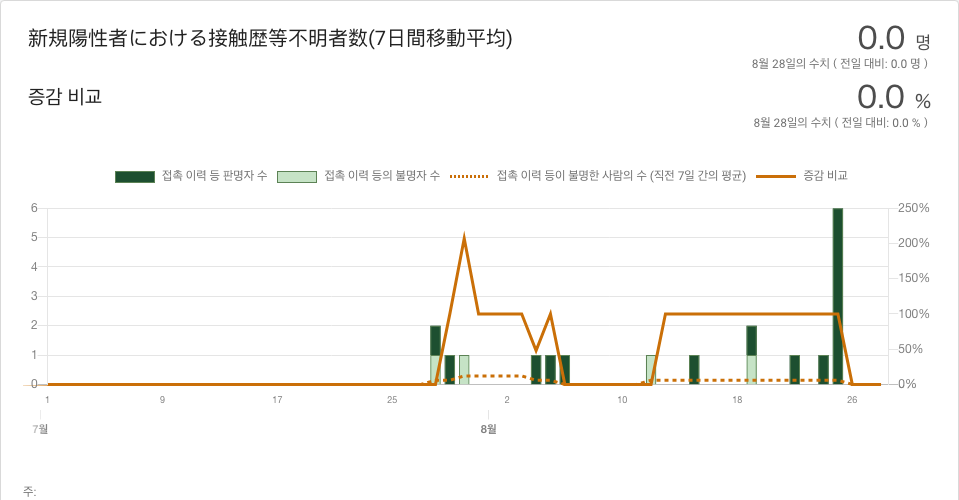 新規陽性者における接触歴等不明者数(7日間移動平均)
0.0 명
8월 28일의 수치 ( 전일 대비: 0.0 명 )
증감 비교
0.0 %
8월 28일의 수치 ( 전일 대비: 0.0 % )
접촉 이력 등 판명자 수 접촉 이력 등의 불명자 수 접촉 이력 등이 불명한 사람의 수 (직전 7일 간의 평균) 증감 비교
6 250%
5 200%
4 150%
3 100%
2 50%
1 0%
0
1 9 17 25 2 10 18 26
7월 8월
주: